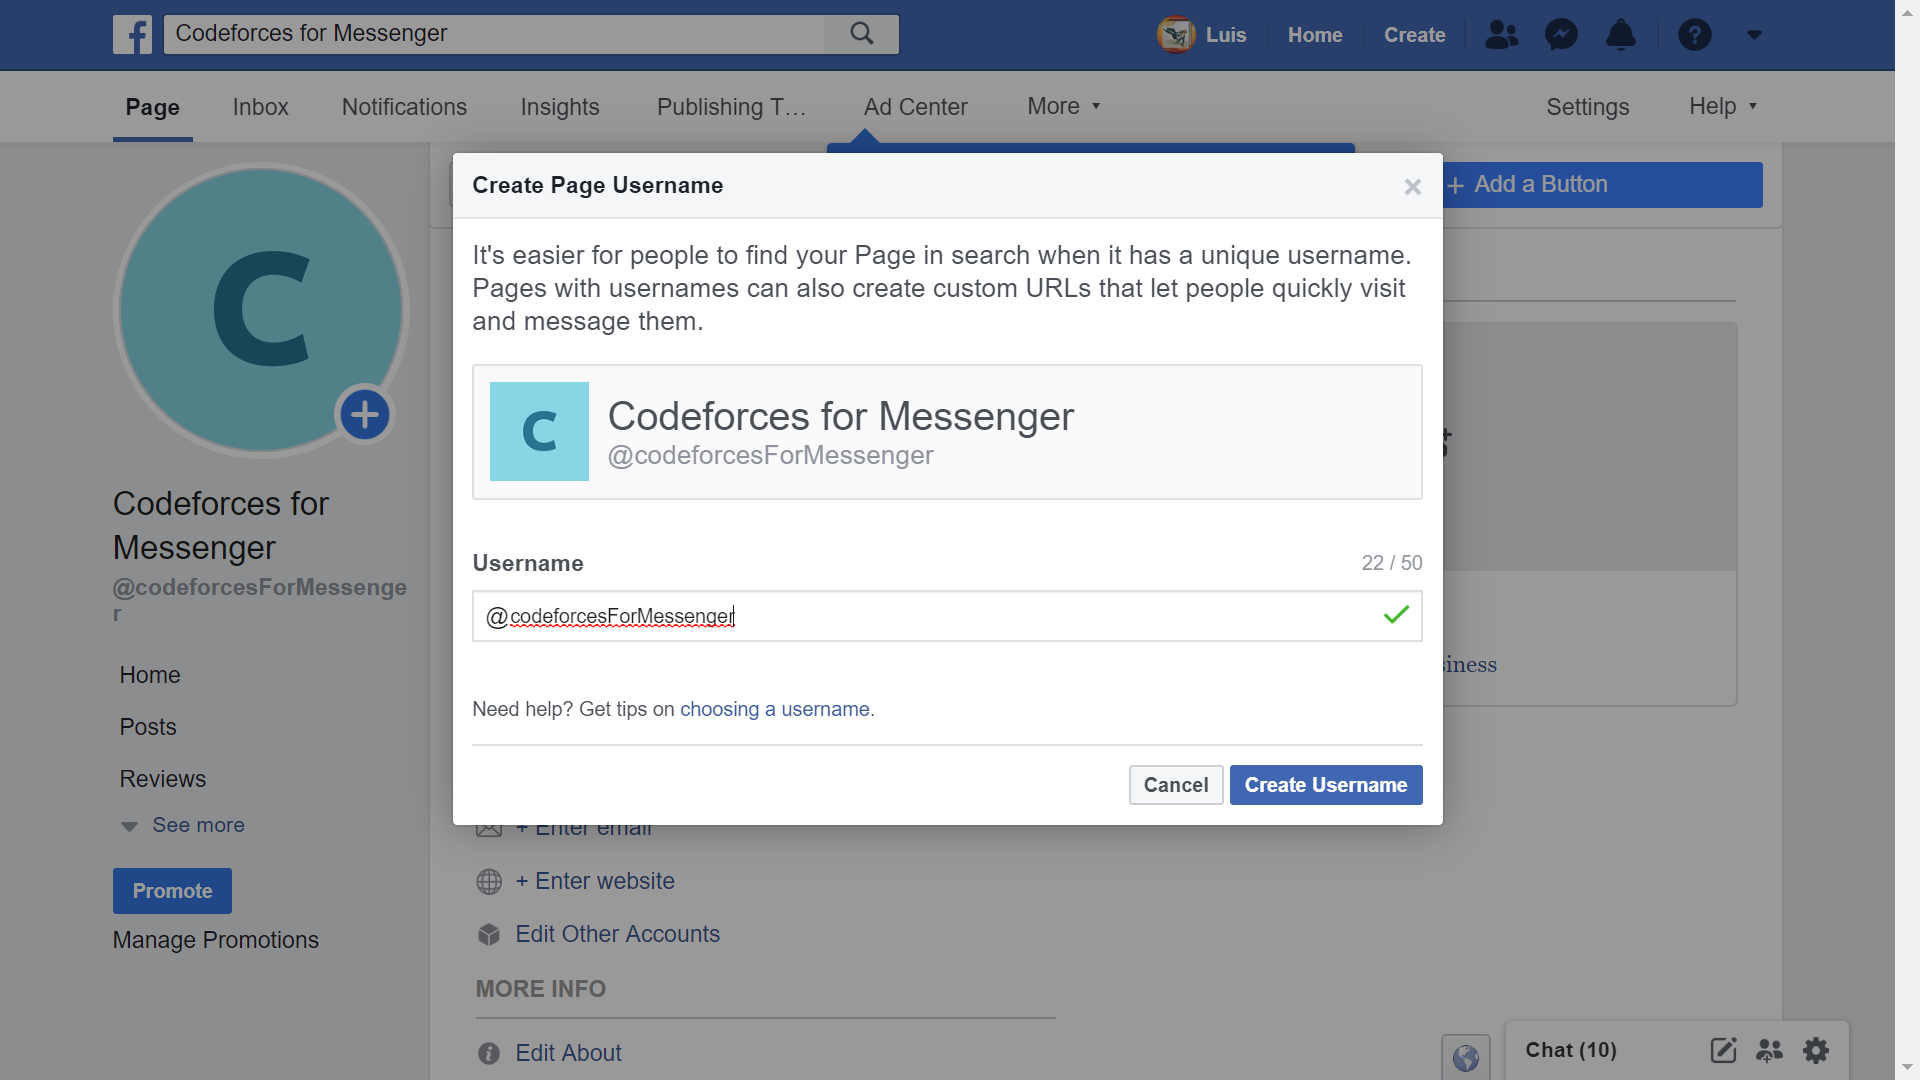 Codeforces for Messenger
Luis
Home
Create
Page
Inbox
Notifications
Insights
Publishing T…
Ad Center
More
Settings
Help
C
Codeforces for
Messenger
@codeforcesForMessenge
r
Home
Posts
Reviews
See more
Promote
Manage Promotions
+ Add a Button
Create Page Username
It's easier for people to find your Page in search when it has a unique username.
Pages with usernames can also create custom URLs that let people quickly visit
and message them.
C
Codeforces for Messenger
@codeforcesForMessenger
Username
22 / 50
@codeforcesForMessenger
Need help? Get tips on choosing a username.
Cancel
Create Username
siness
+ Enter email
+ Enter website
Edit Other Accounts
MORE INFO
Edit About
Chat (10)